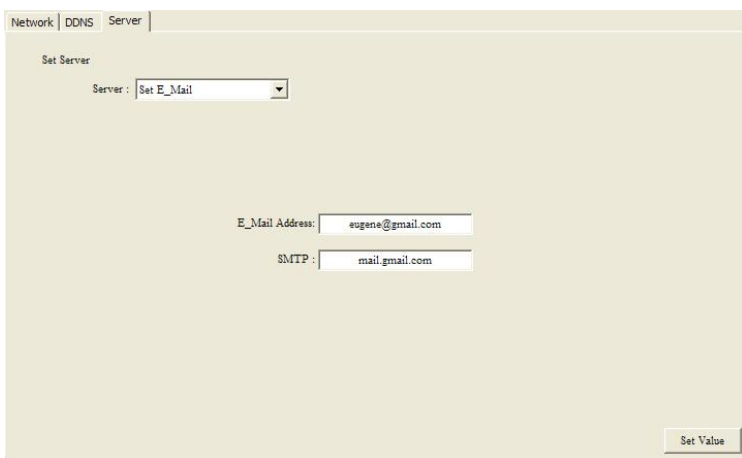 Network DDNS Server
Set Server
Server : Set E_Mail
E_Mail Address: eugene@gmail.com
SMTP : mail.gmail.com
Set Value